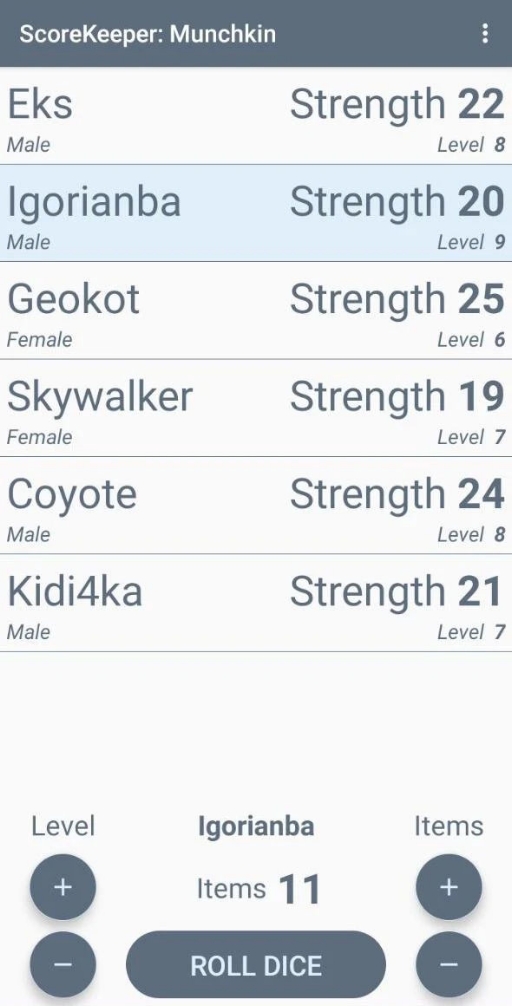 ScoreKeeper: Munchkin
Eks Strength 22
Male Level 8
Igorianba Strength 20
Male Level 9
Geokot Strength 25
Female Level 6
Skywalker Strength 19
Female Level 7
Coyote Strength 24
Male Level 8
Kidi4ka Strength 21
Male Level 7
Level Igorianba Items
+ Items 11 +
− ROLL DICE −